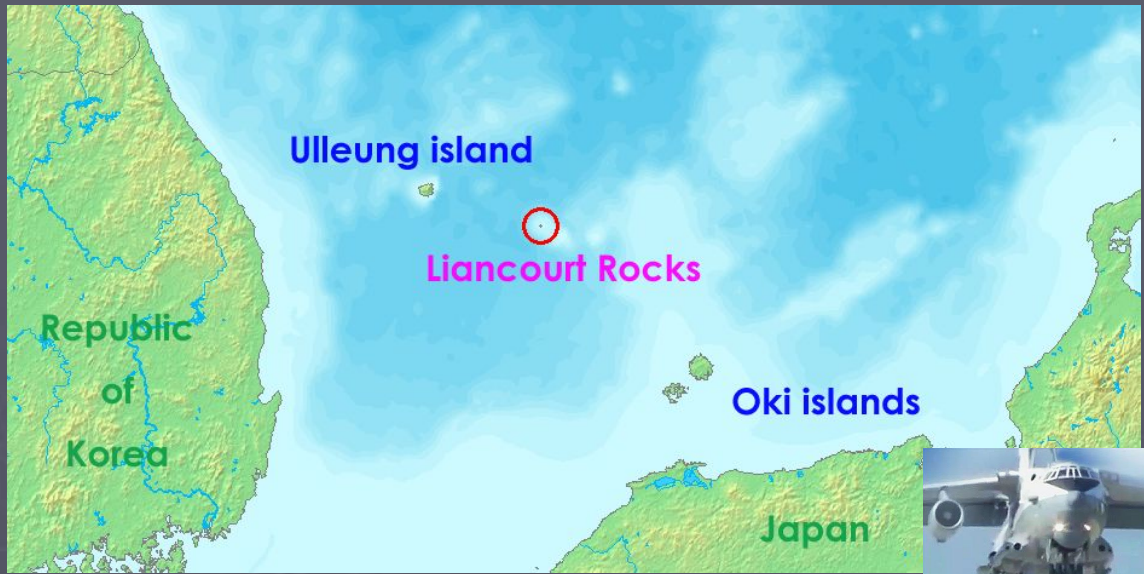 Ulleung island
Liancourt Rocks
Republic
of
Korea
Oki islands
Japan